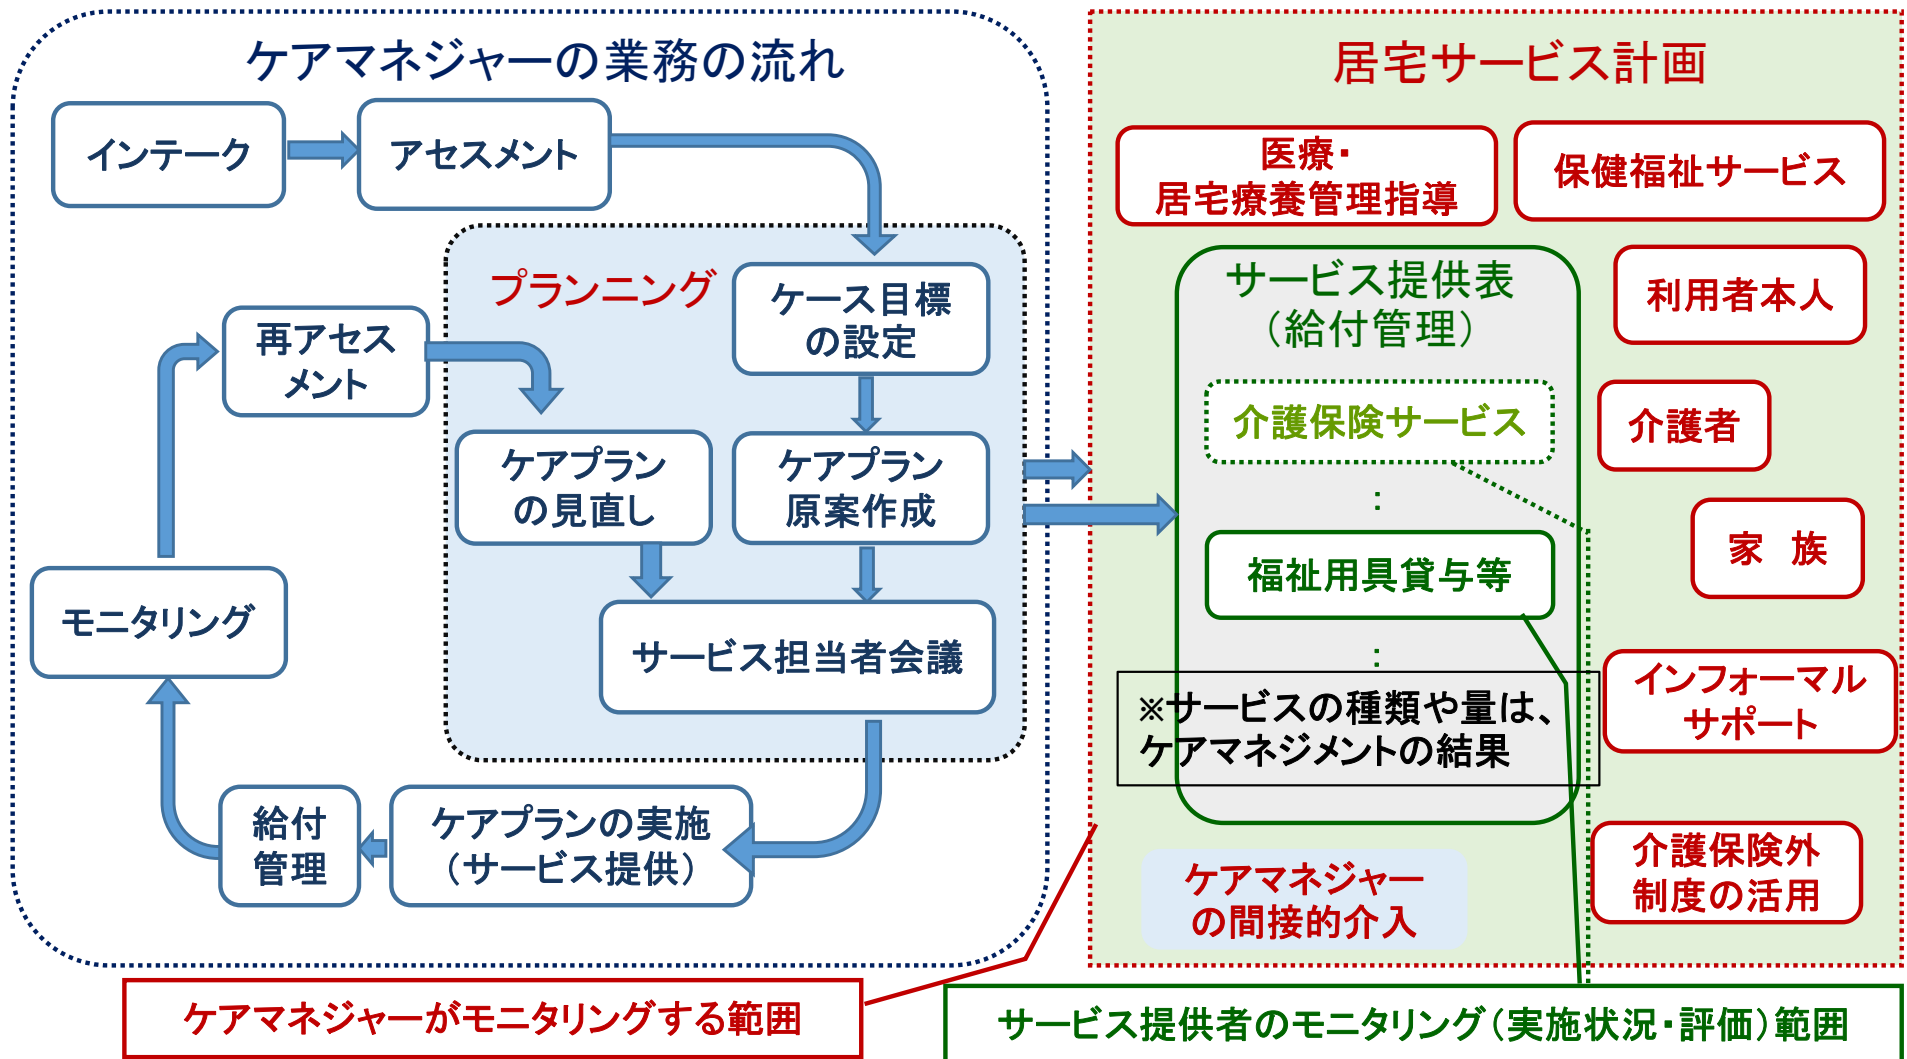 ケアマネジャーの業務の流れ
インテーク
アセスメント
プランニング
ケース目標
の設定
再アセス
メント
ケアプラン
の見直し
ケアプラン
原案作成
モニタリング
サービス担当者会議
給付
管理
ケアプランの実施
（サービス提供）
ケアマネジャーがモニタリングする範囲
居宅サービス計画
医療・
居宅療養管理指導
保健福祉サービス
サービス提供表
（給付管理）
利用者本人
介護保険サービス
介護者
：
福祉用具貸与等
家　族
：
※サービスの種類や量は、
ケアマネジメントの結果
インフォーマル
サポート
ケアマネジャー
の間接的介入
介護保険外
制度の活用
サービス提供者のモニタリング（実施状況・評価）範囲